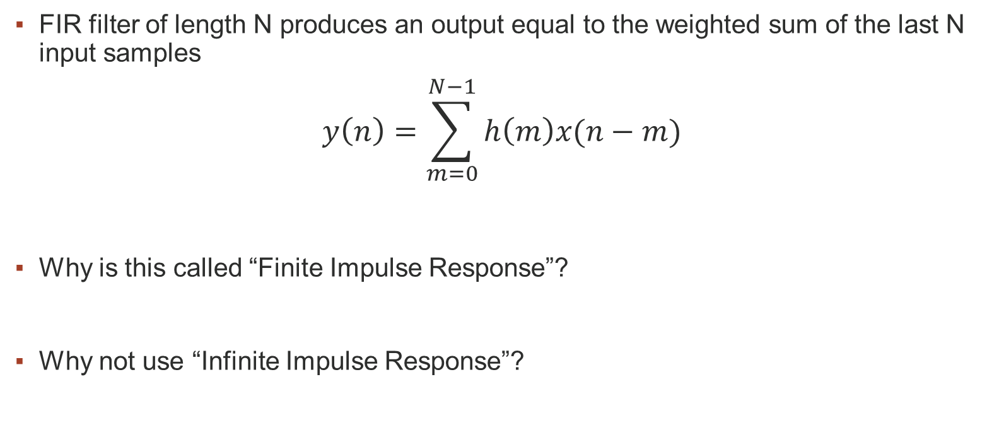 ▪ FIR filter of length N produces an output equal to the weighted sum of the last N
input samples
y(n) = ∑_{m=0}^{N−1} h(m)x(n − m)
▪ Why is this called “Finite Impulse Response”?
▪ Why not use “Infinite Impulse Response”?